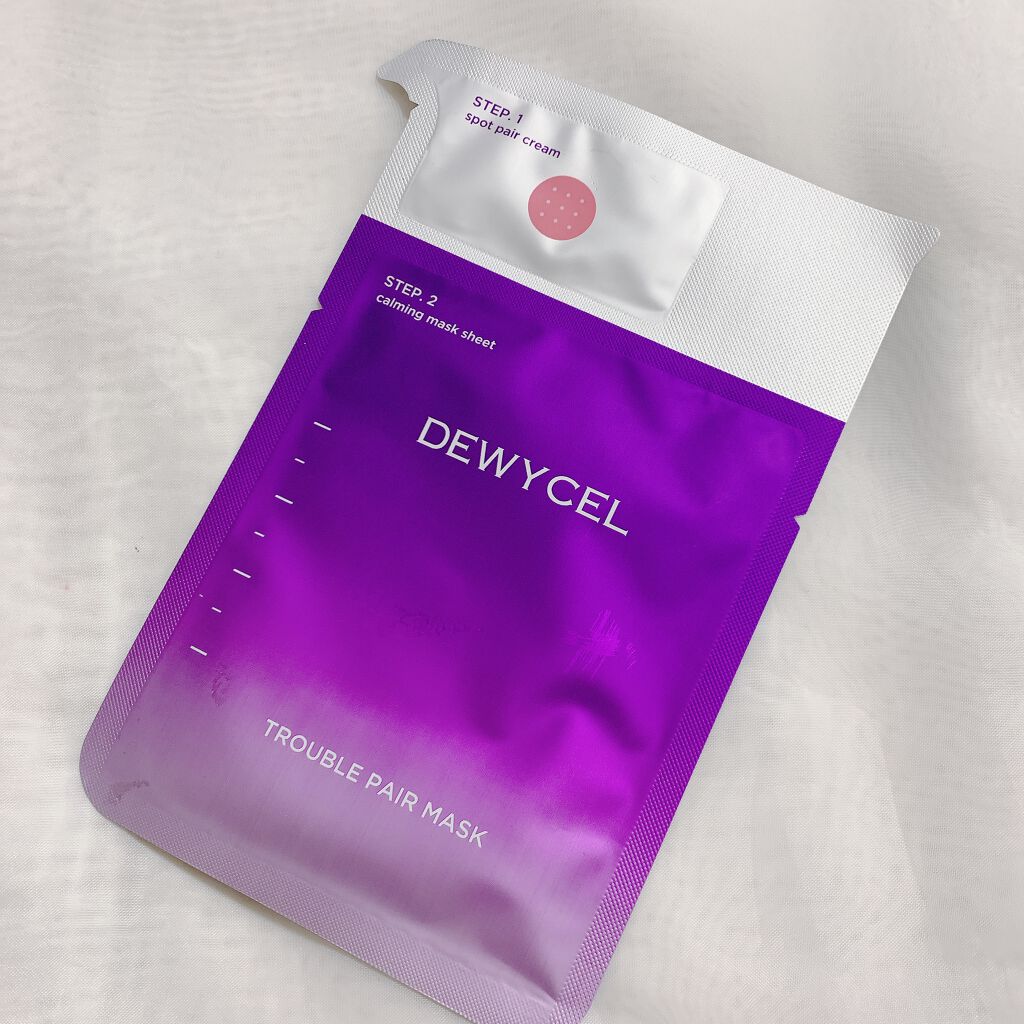 STEP. 1
spot pair cream
STEP. 2
calming mask sheet
DEWYCEL
TROUBLE PAIR MASK